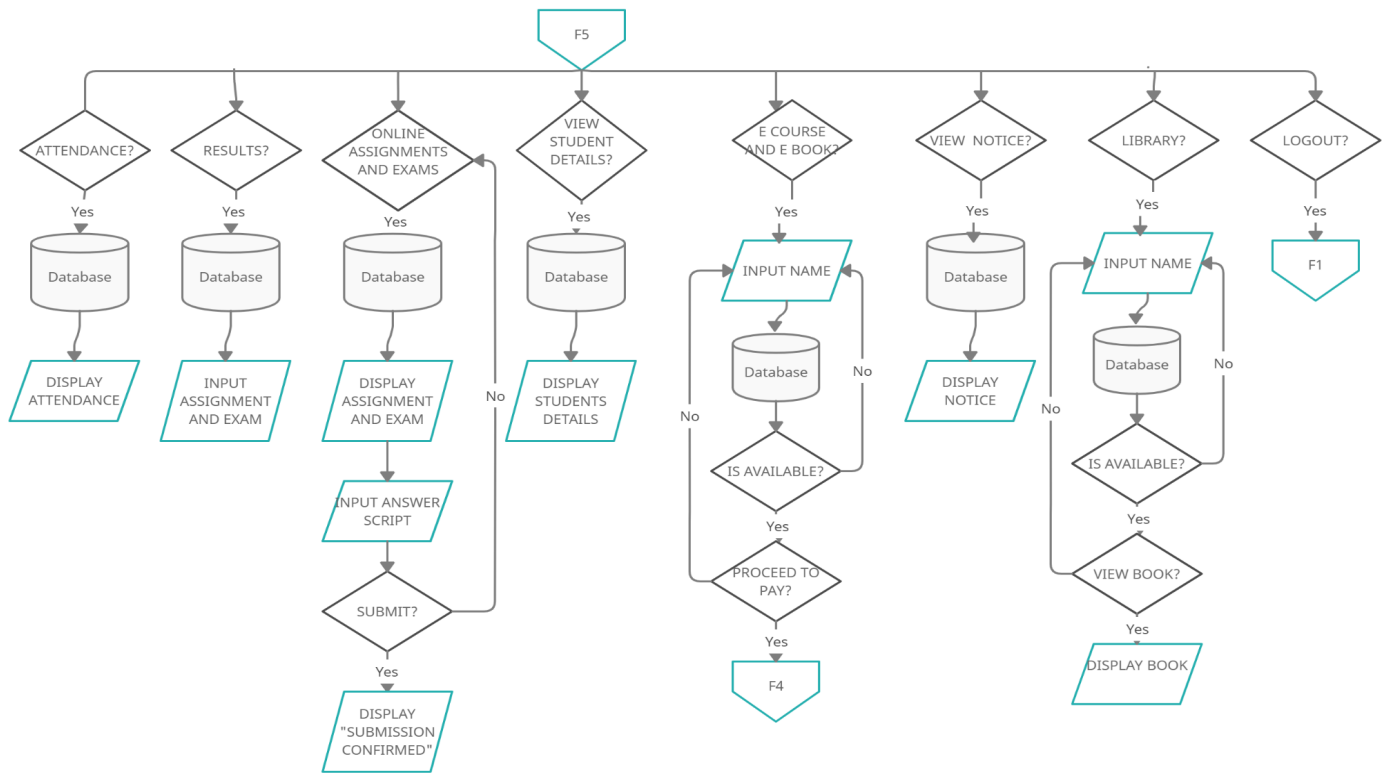 F5
ATTENDANCE?
RESULTS?
ONLINE
ASSIGNMENTS
AND EXAMS
VIEW
STUDENT
DETAILS?
E COURSE
AND E BOOK?
VIEW  NOTICE?
LIBRARY?
LOGOUT?
Yes
Yes
Yes
Yes
Yes
Yes
Yes
Yes
Database
Database
Database
Database
INPUT NAME
Database
INPUT NAME
F1
DISPLAY
ATTENDANCE
INPUT
ASSIGNMENT
AND EXAM
DISPLAY
ASSIGNMENT
AND EXAM
No
DISPLAY
STUDENTS
DETAILS
Database
No
No
DISPLAY
NOTICE
Database
No
No
INPUT ANSWER
SCRIPT
IS AVAILABLE?
IS AVAILABLE?
Yes
Yes
SUBMIT?
PROCEED TO
PAY?
VIEW BOOK?
Yes
Yes
Yes
DISPLAY
"SUBMISSION
CONFIRMED"
F4
DISPLAY BOOK